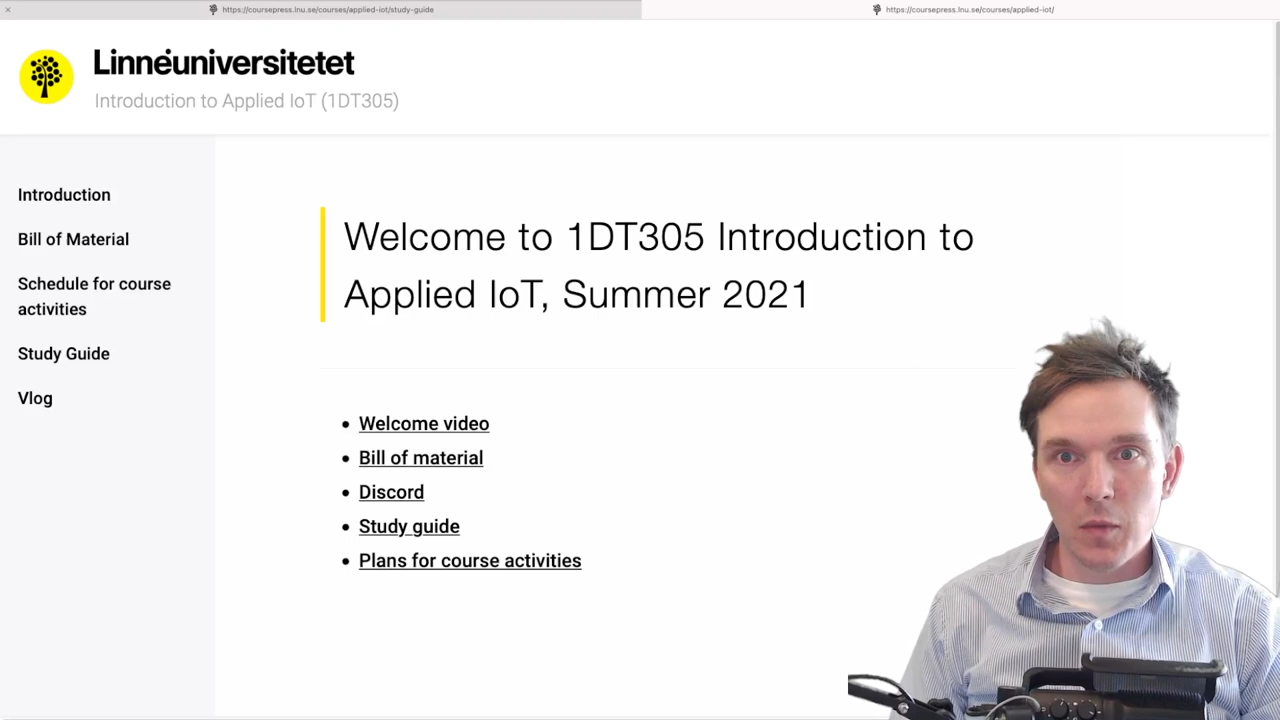 https://coursepress.lnu.se/courses/applied-iot/study-guide
https://coursepress.lnu.se/courses/applied-iot/
Linnéuniversitetet
Introduction to Applied IoT (1DT305)
Introduction
Bill of Material
Schedule for course
activities
Study Guide
Vlog
Welcome to 1DT305 Introduction to
Applied IoT, Summer 2021
Welcome video
Bill of material
Discord
Study guide
Plans for course activities